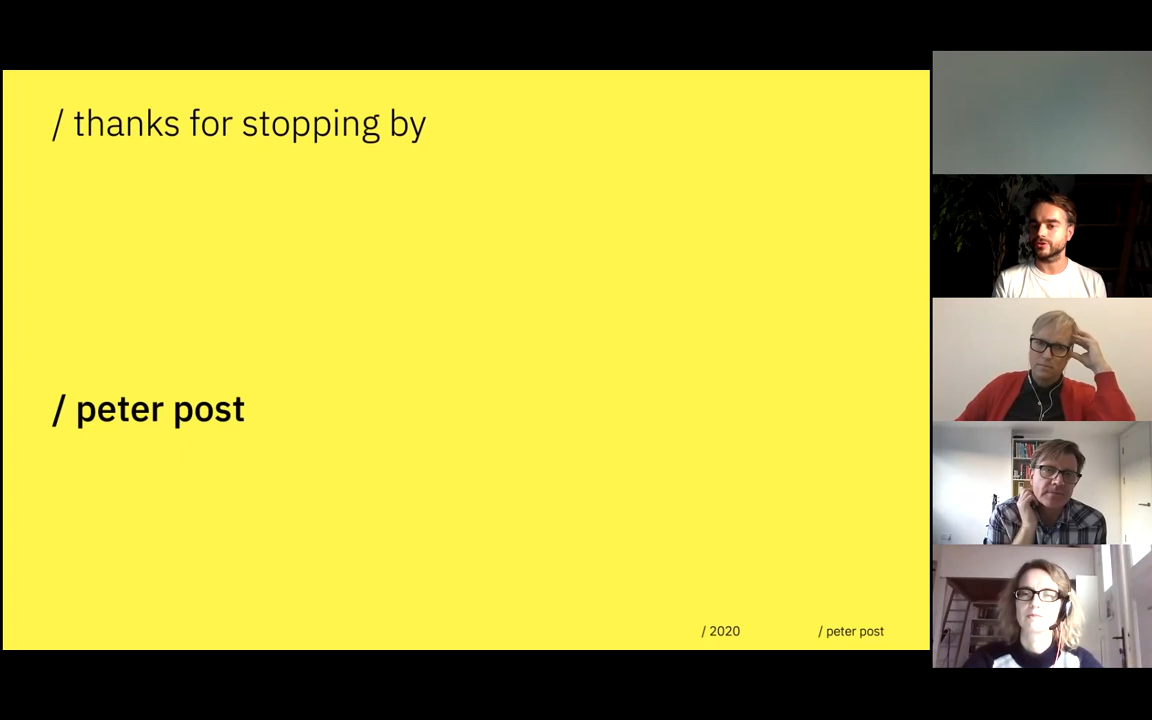 / thanks for stopping by
/ peter post
/ 2020
/ peter post